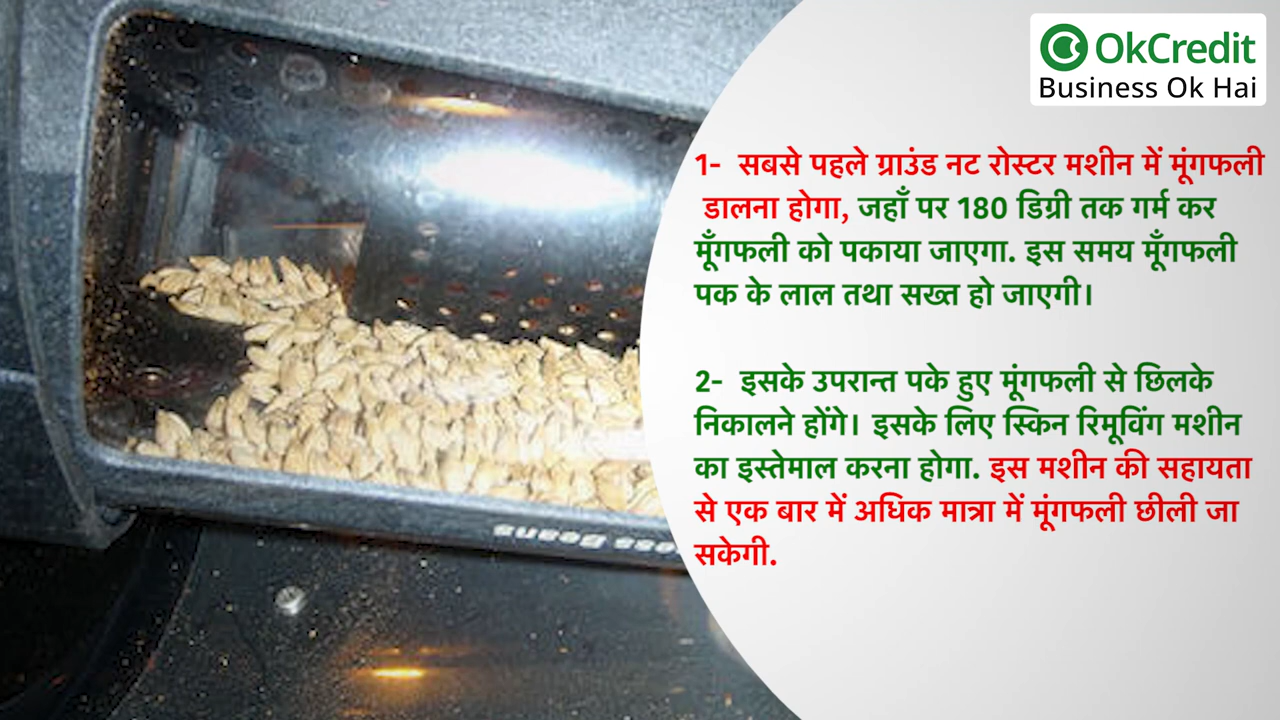 OkCredit
Business Ok Hai
1- सबसे पहले ग्राउंड नट रोस्टर मशीन में मूंगफली
डालना होगा, जहाँ पर 180 डिग्री तक गर्म कर
मूँगफली को पकाया जाएगा. इस समय मूँगफली
पक के लाल तथा सख्त हो जाएगी।
2- इसके उपरान्त पके हुए मूंगफली से छिलके
निकालने होंगे। इसके लिए स्किन रिमूविंग मशीन
का इस्तेमाल करना होगा. इस मशीन की सहायता
से एक बार में अधिक मात्रा में मूंगफली छीली जा
सकेगी.
Beans